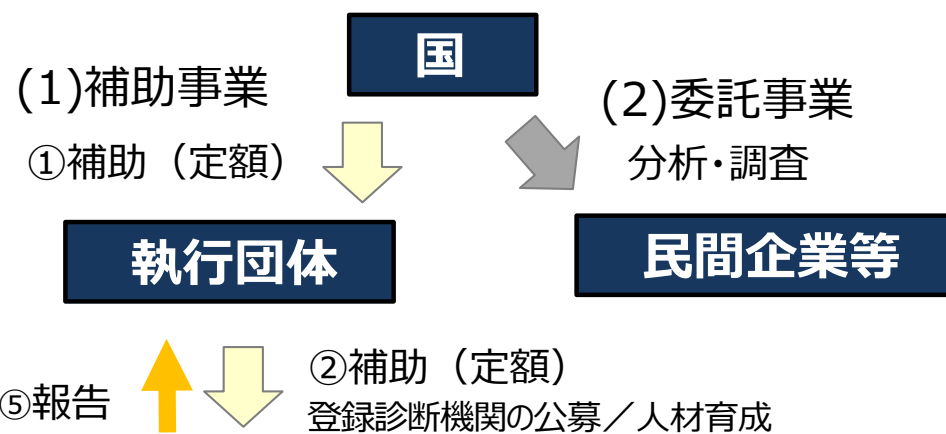 国
(1)補助事業
(2)委託事業
①補助（定額）
分析・調査
執行団体
民間企業等
②補助（定額）
⑤報告
登録診断機関の公募／人材育成